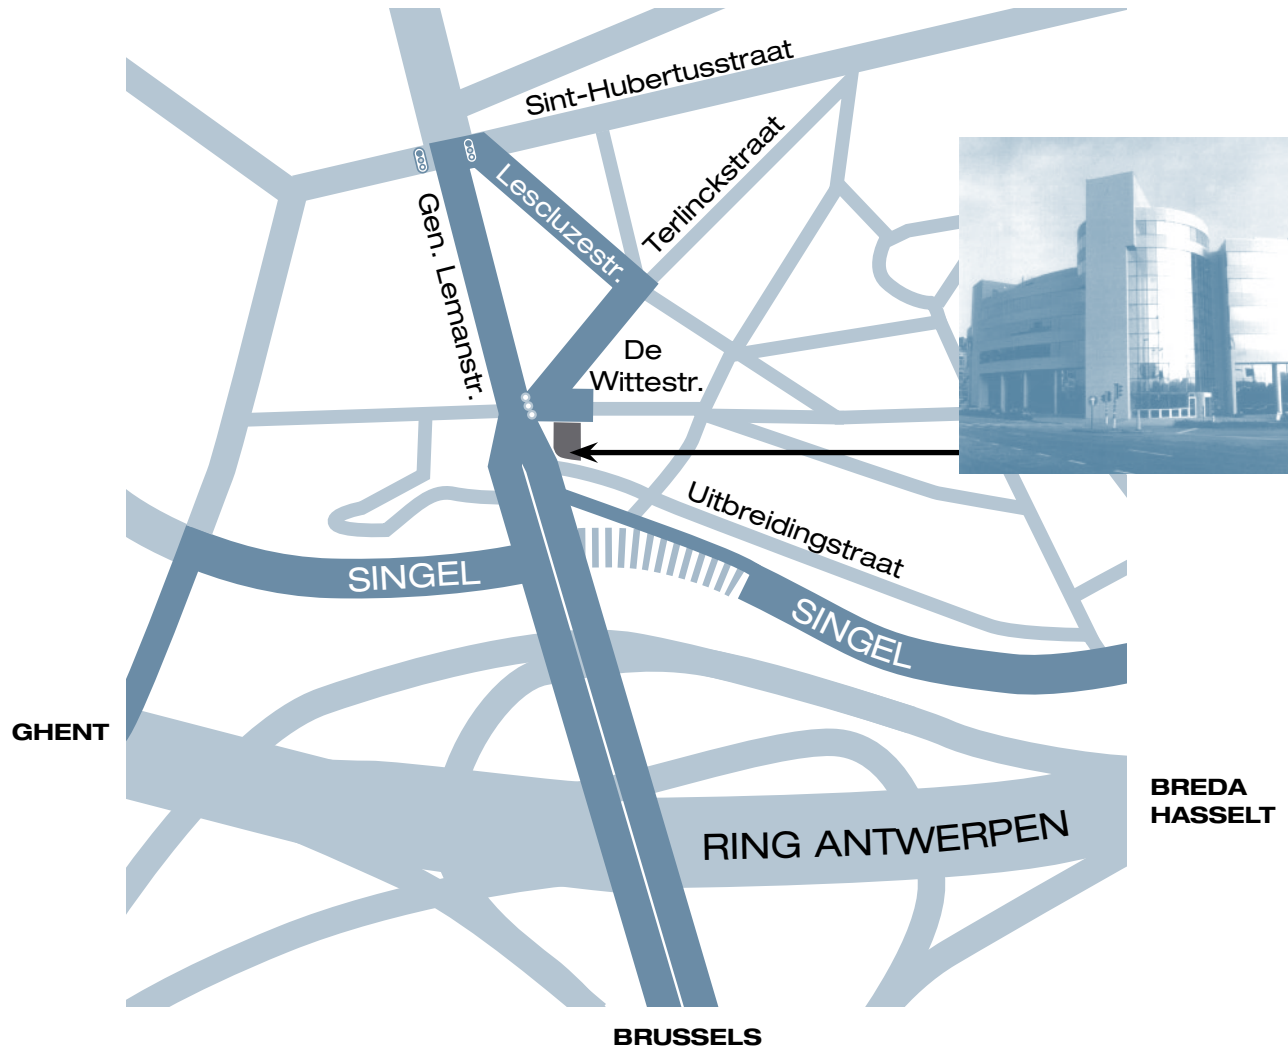 Sint-Hubertusstraat
Terlinckstraat
Lescluzestr.
Gen. Lemanstr.
De
Wittestr.
Uitbreidingstraat
SINGEL
SINGEL
GHENT
BREDA
HASSELT
RING ANTWERPEN
BRUSSELS